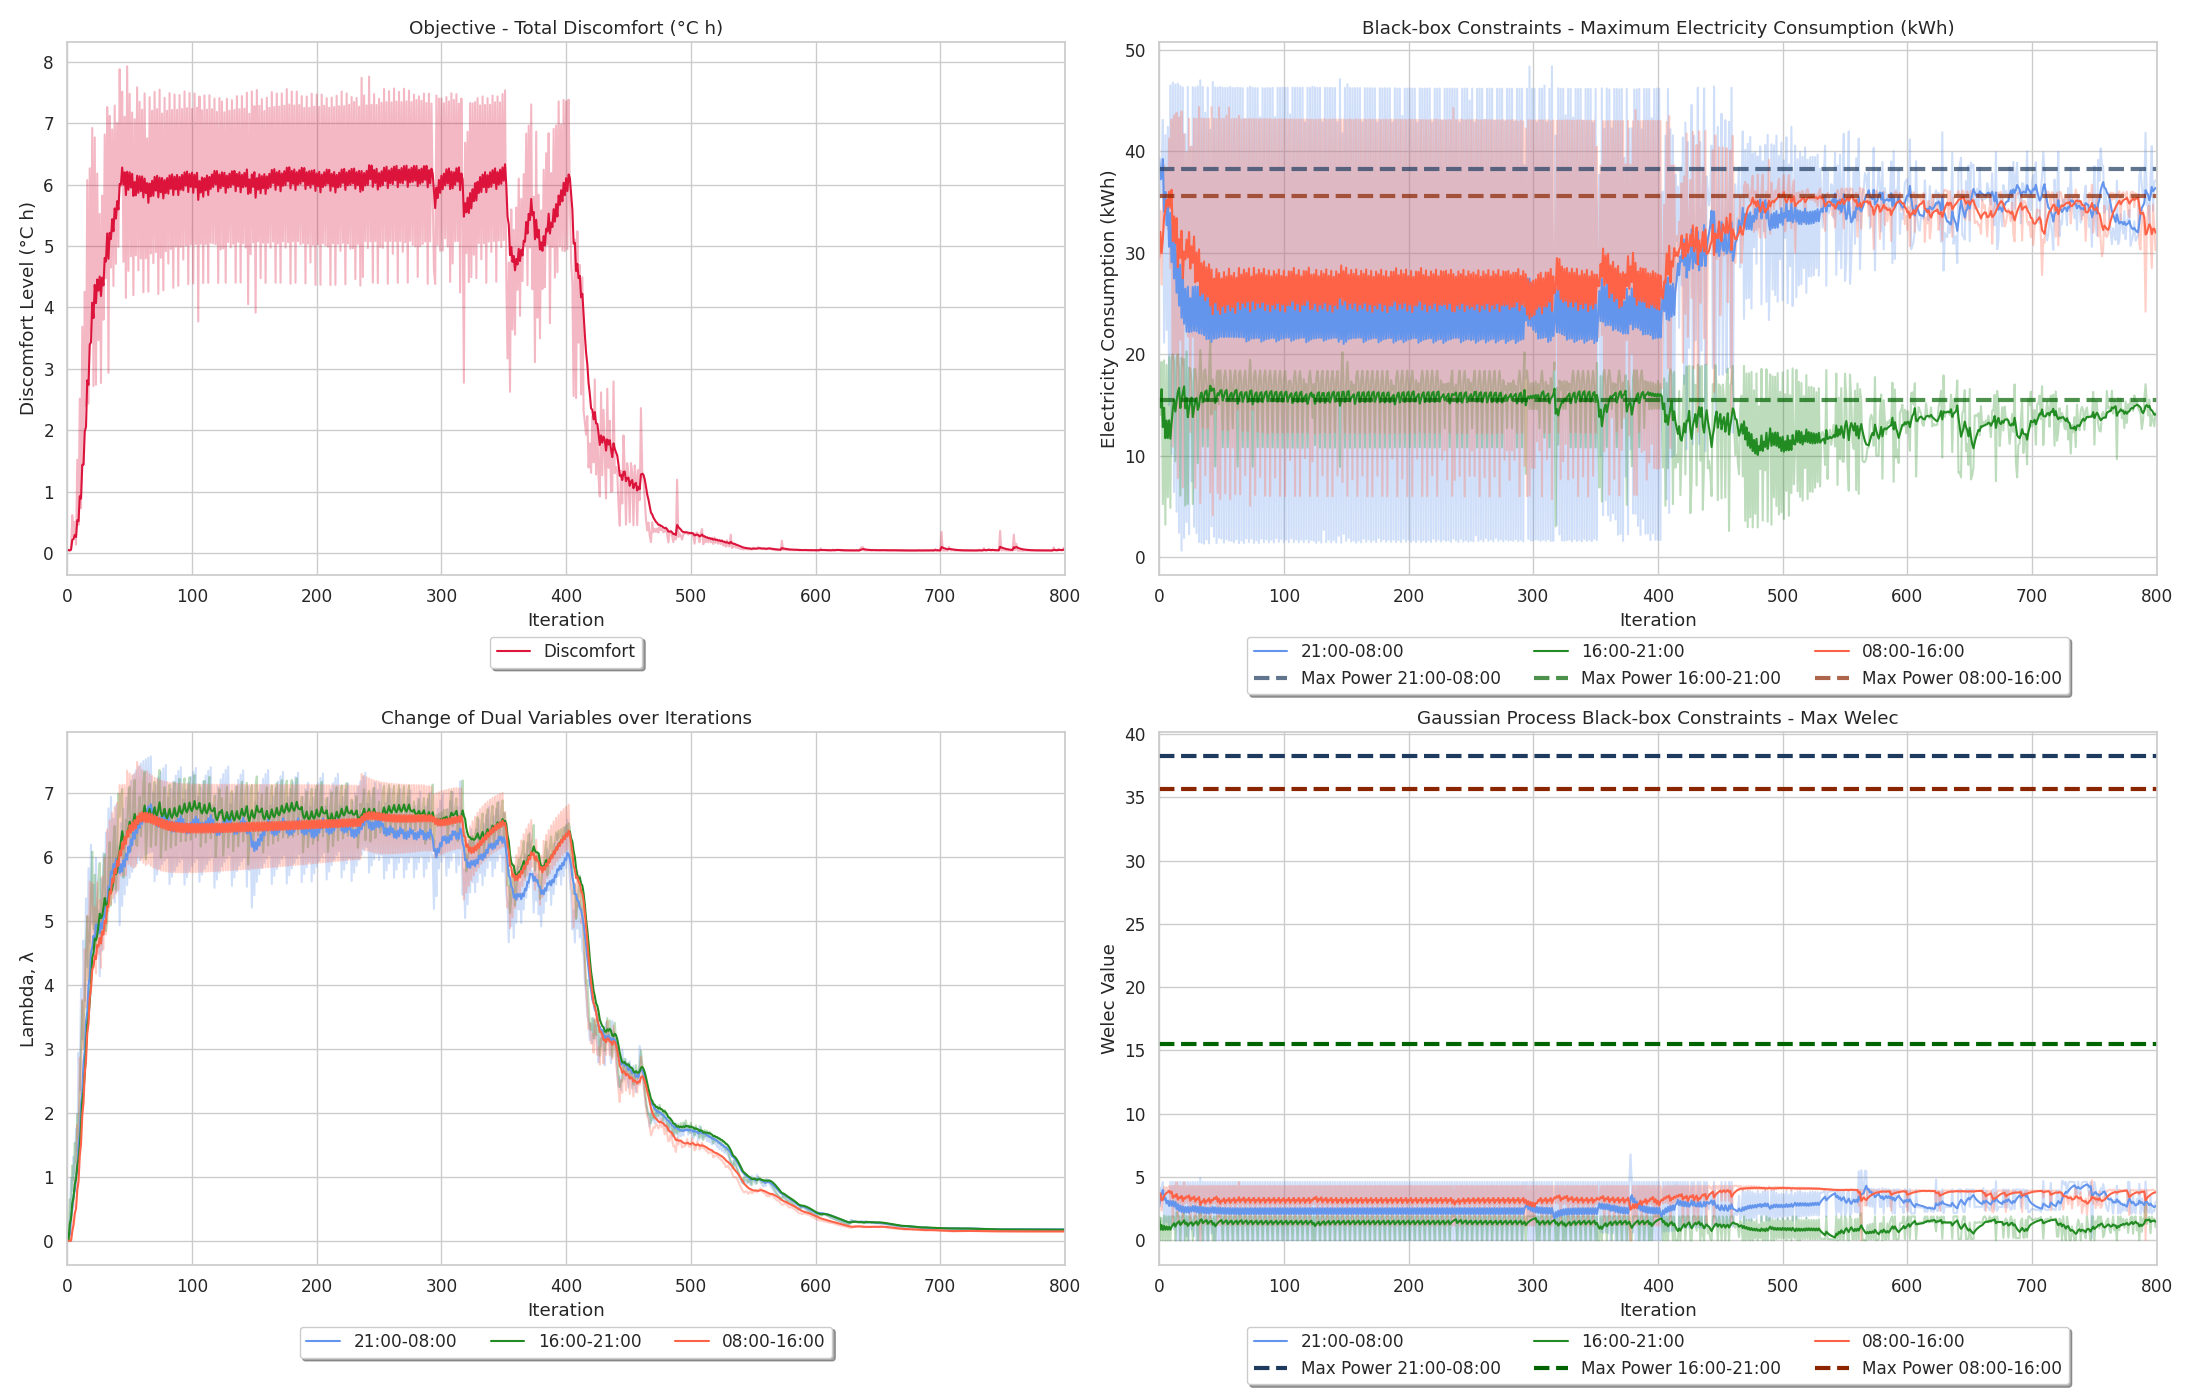 Objective - Total Discomfort (°C h)
Discomfort Level (°C h)
8
7
6
5
4
3
2
1
0
0 100 200 300 400 500 600 700 800
Iteration
Discomfort
Black-box Constraints - Maximum Electricity Consumption (kWh)
Electricity Consumption (kWh)
50
40
30
20
10
0
0 100 200 300 400 500 600 700 800
Iteration
21:00-08:00 16:00-21:00 08:00-16:00
Max Power 21:00-08:00 Max Power 16:00-21:00 Max Power 08:00-16:00
Change of Dual Variables over Iterations
Lambda, λ
7
6
5
4
3
2
1
0
0 100 200 300 400 500 600 700 800
Iteration
21:00-08:00 16:00-21:00 08:00-16:00
Gaussian Process Black-box Constraints - Max Welec
Welec Value
40
35
30
25
20
15
10
5
0
0 100 200 300 400 500 600 700 800
Iteration
21:00-08:00 16:00-21:00 08:00-16:00
Max Power 21:00-08:00 Max Power 16:00-21:00 Max Power 08:00-16:00